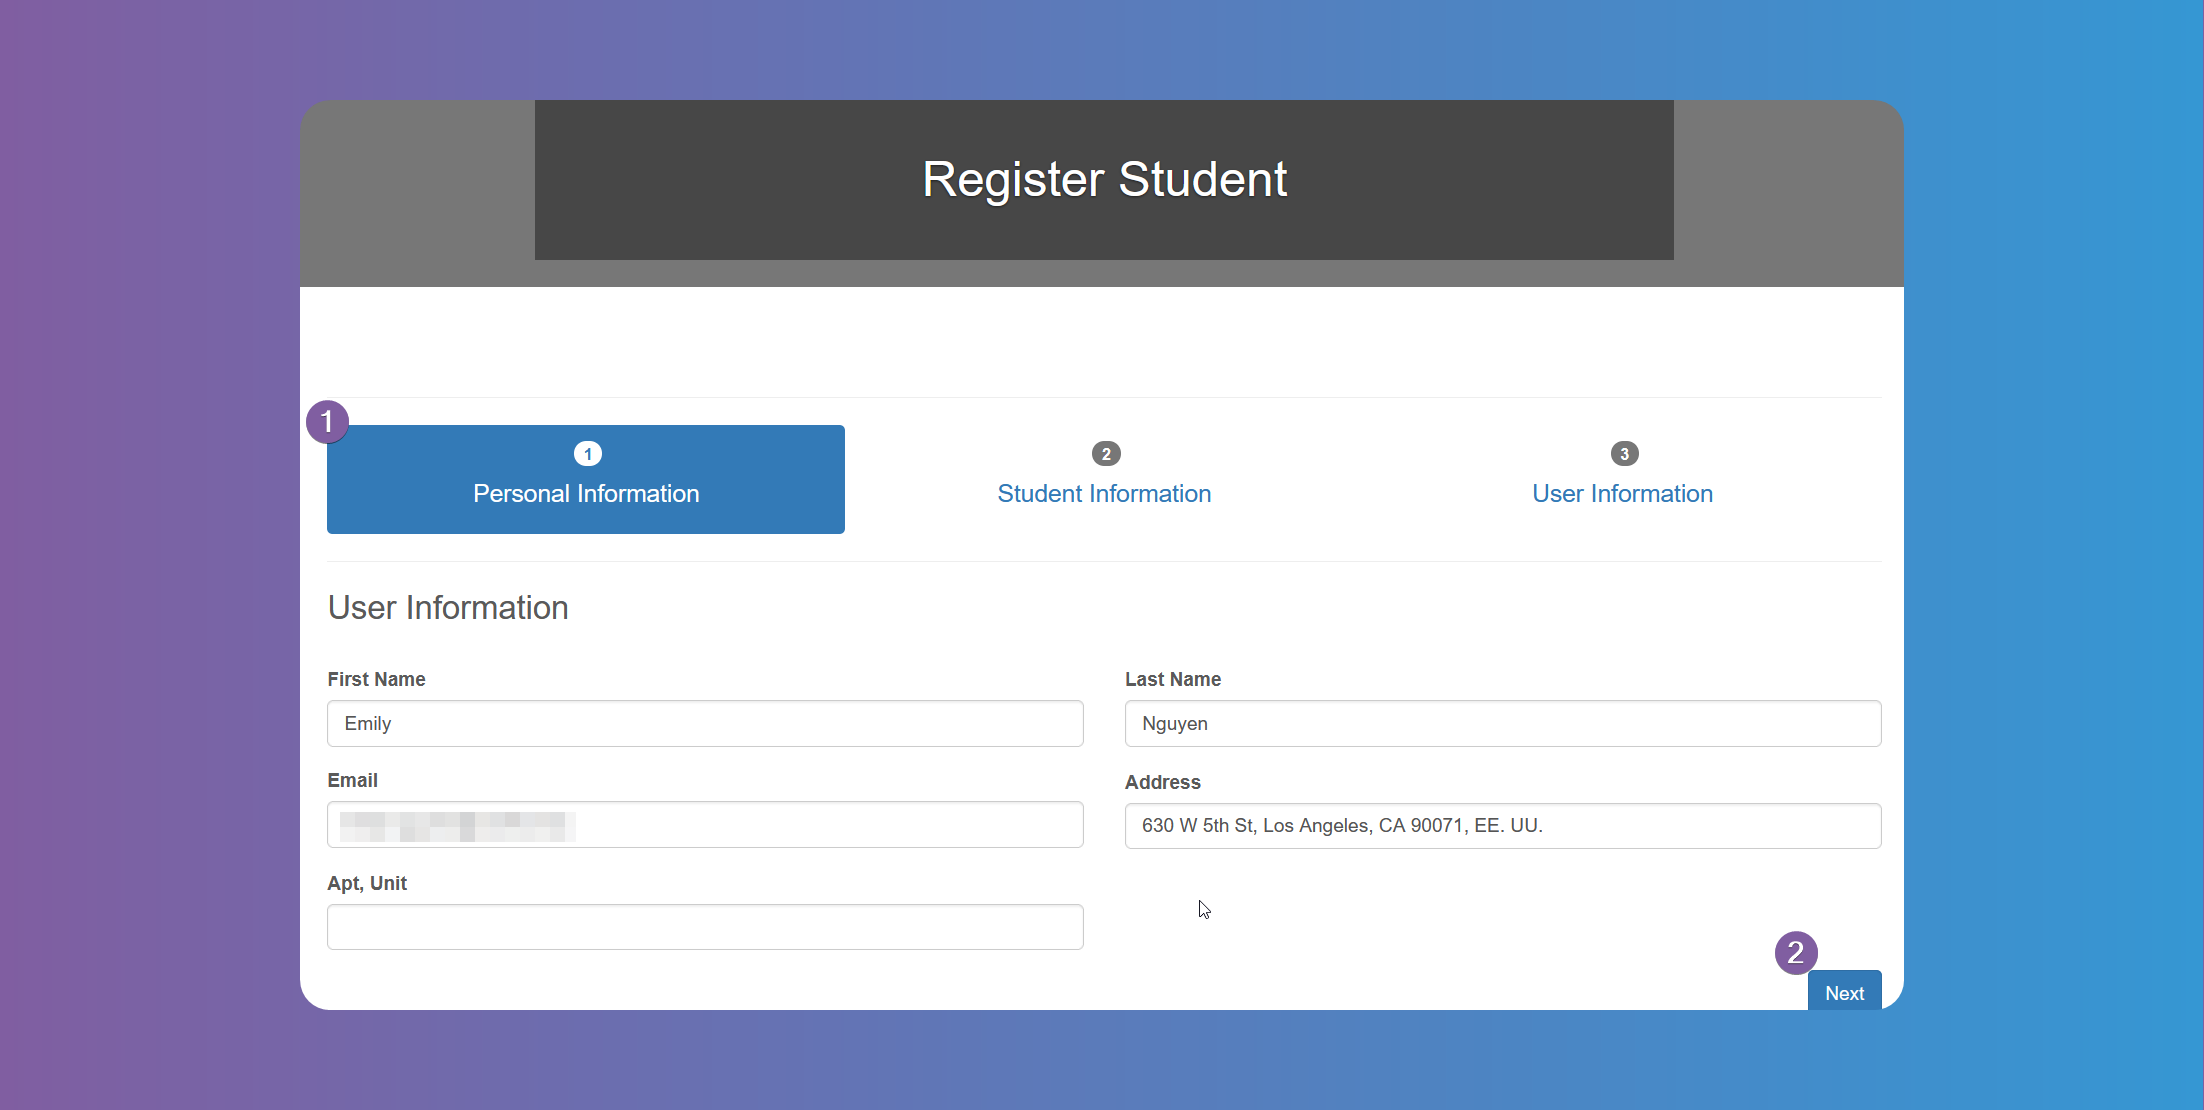 Register Student
1
1
Personal Information
2
Student Information
3
User Information
User Information
First Name
Emily
Last Name
Nguyen
Email
Address
630 W 5th St, Los Angeles, CA 90071, EE. UU.
Apt, Unit
2
Next